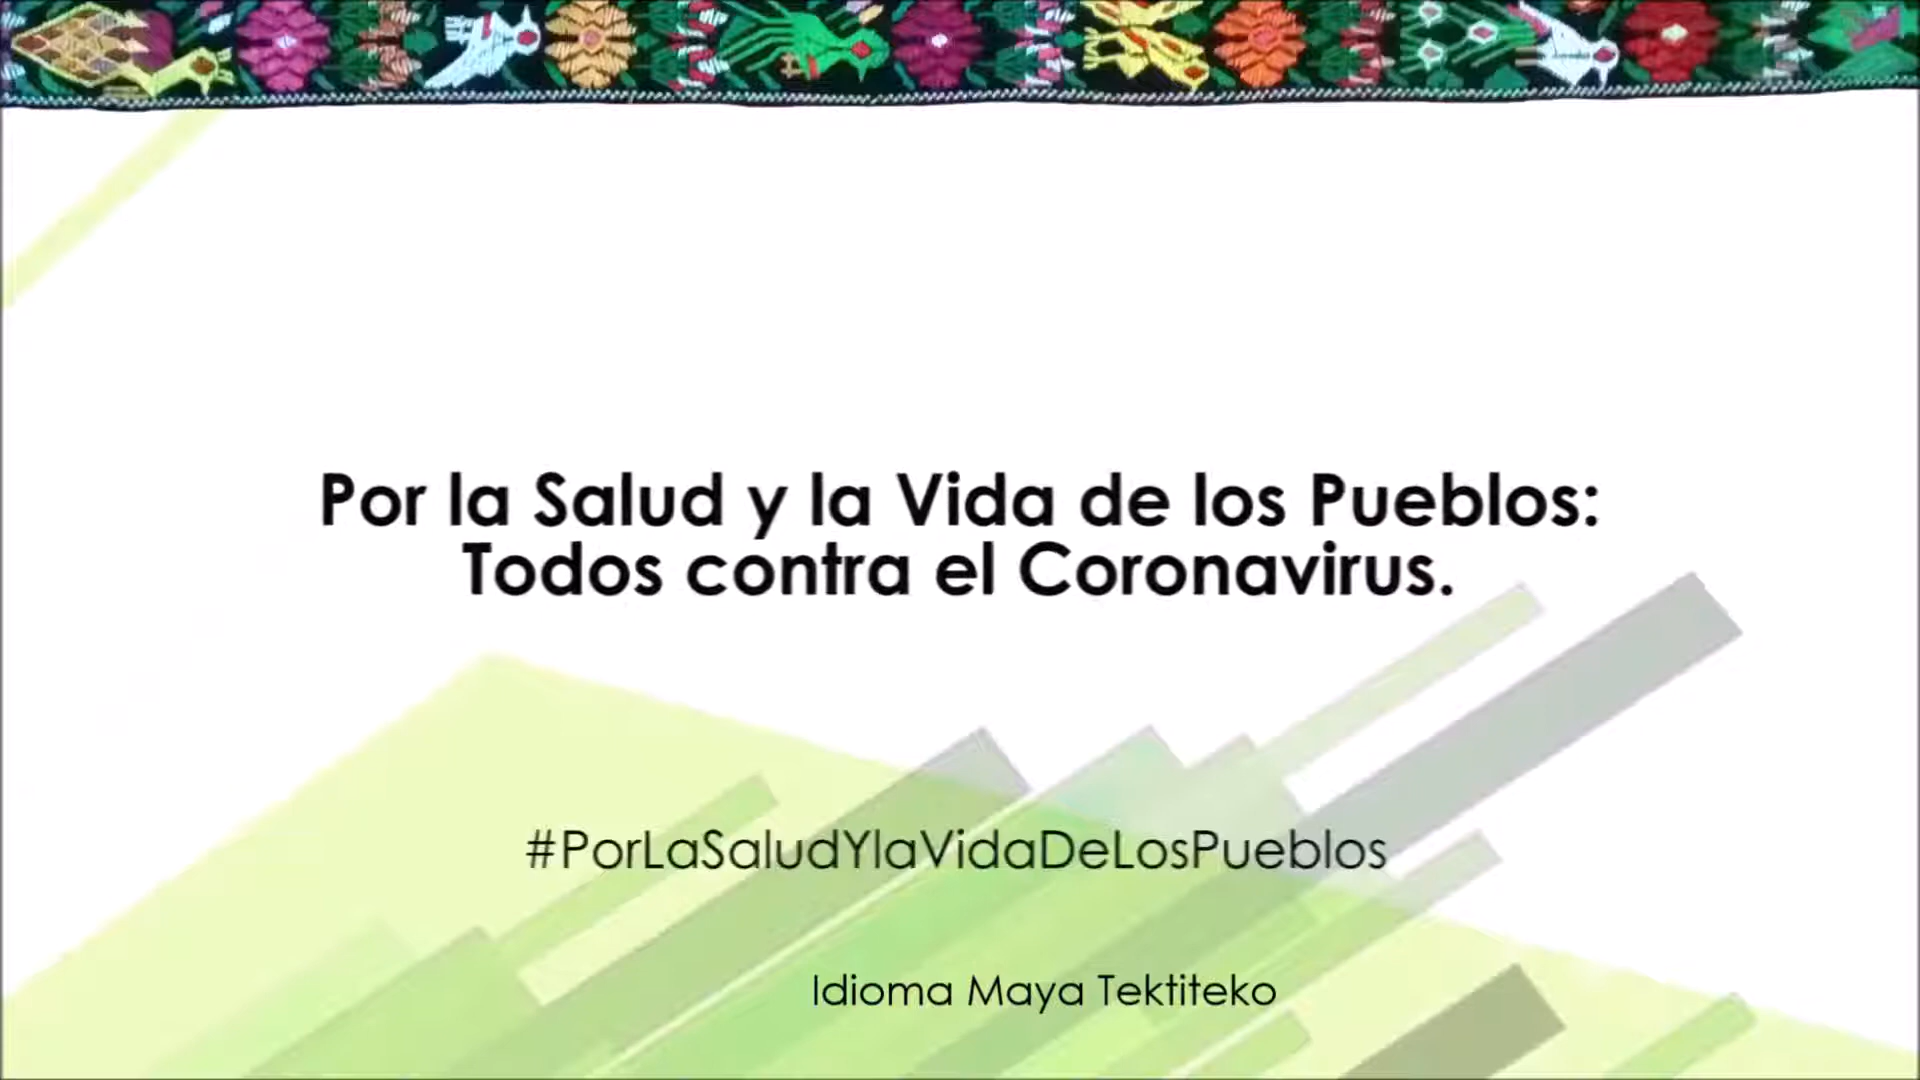 Por la Salud y la Vida de los Pueblos:
Todos contra el Coronavirus.
#PorLaSaludYlaVidaDeLosPueblos
Idioma Maya Tektiteko